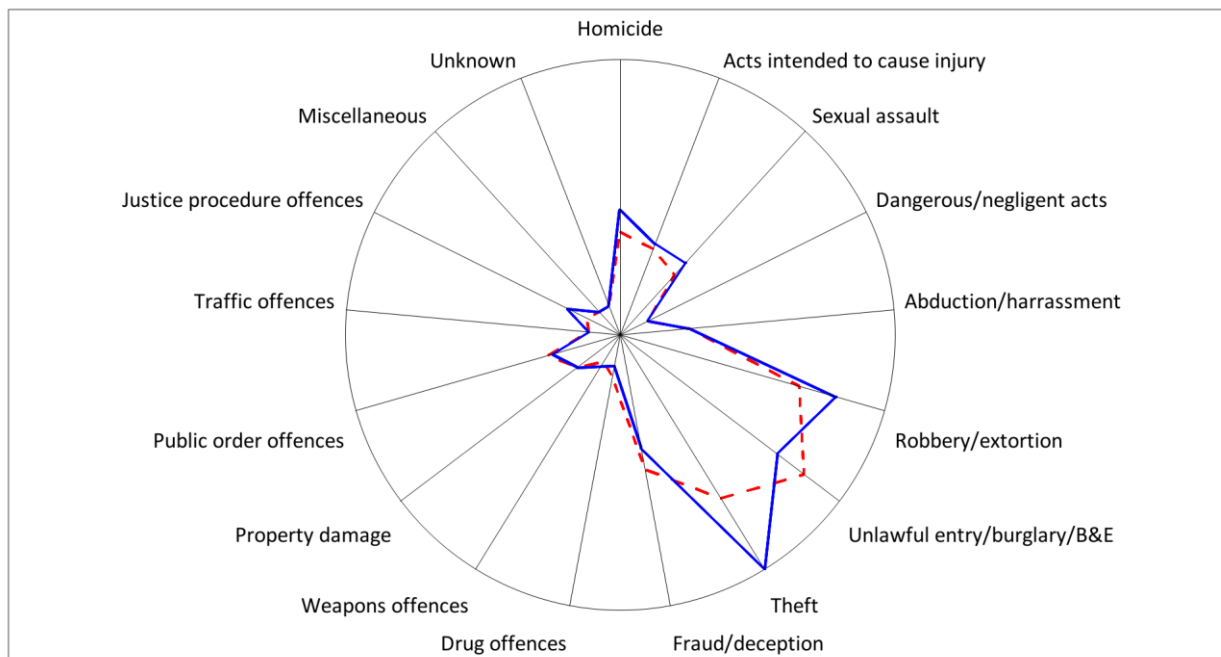 Homicide
Unknown
Acts intended to cause injury
Miscellaneous
Sexual assault
Justice procedure offences
Dangerous/negligent acts
Traffic offences
Abduction/harrassment
Public order offences
Robbery/extortion
Property damage
Unlawful entry/burglary/B&E
Weapons offences
Theft
Drug offences
Fraud/deception